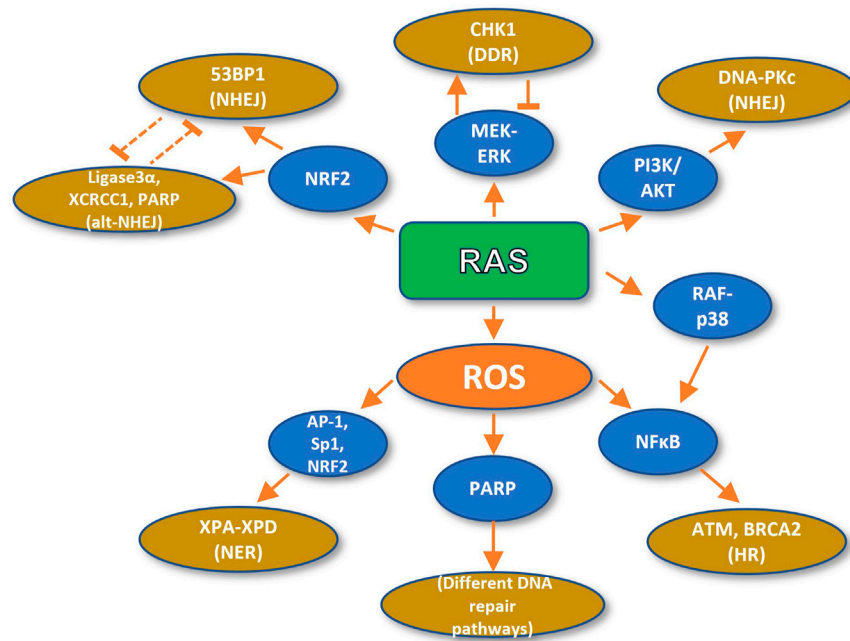 CHK1
(DDR)
53BP1
(NHEJ)
DNA-PKc
(NHEJ)
MEK-
ERK
Ligase3α,
XCRCC1, PARP
(alt-NHEJ)
NRF2
PI3K/
AKT
RAS
RAF-
p38
ROS
AP-1,
Sp1,
NRF2
NFκB
PARP
XPA-XPD
(NER)
ATM, BRCA2
(HR)
(Different DNA
repair
pathways)